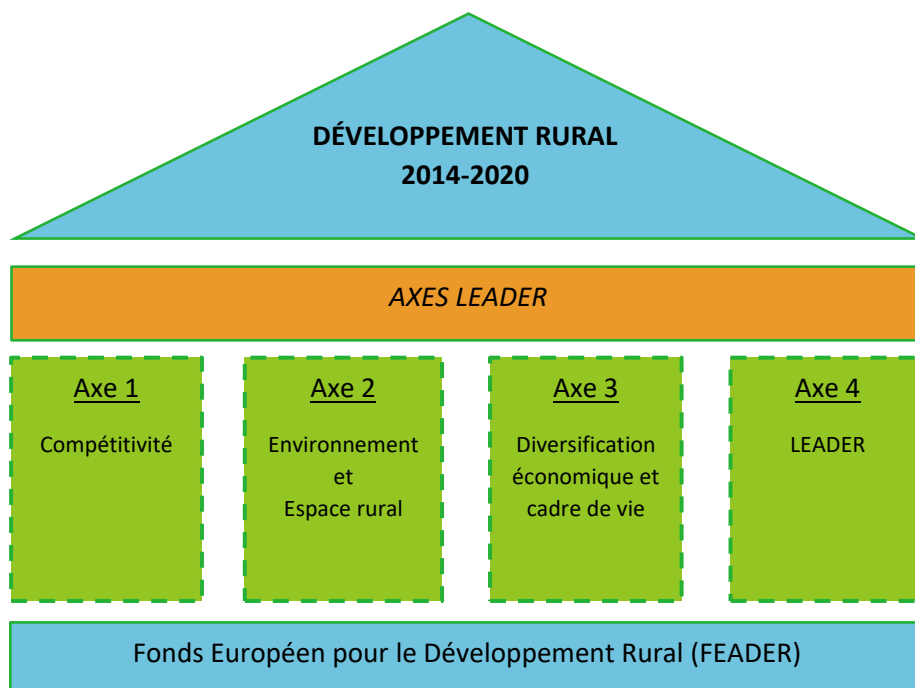 DÉVELOPPEMENT RURAL
2014-2020
AXES LEADER
Axe 1
Compétitivité
Axe 2
Environnement
et
Espace rural
Axe 3
Diversification
économique et
cadre de vie
Axe 4
LEADER
Fonds Européen pour le Développement Rural (FEADER)